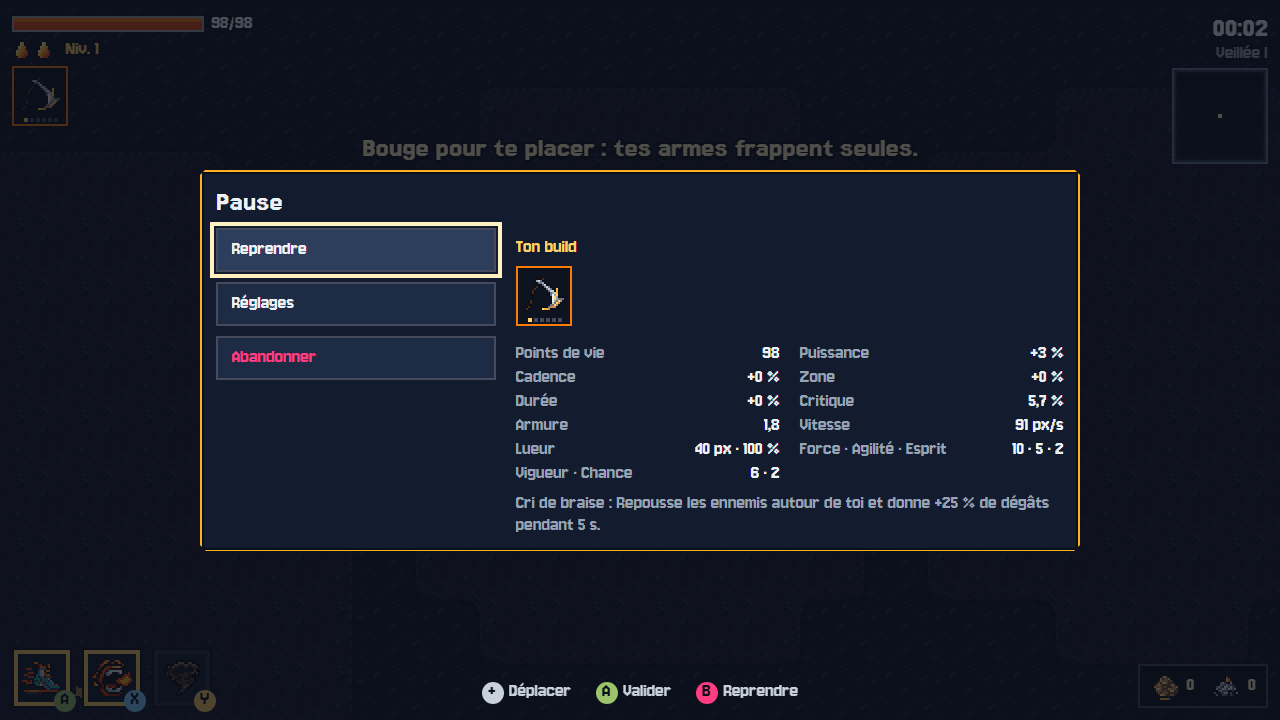 98/98
Niv. 1
00:02
Veillée I
Bouge pour te placer : tes armes frappent seules.
Pause
Reprendre
Réglages
Abandonner
Ton build
Points de vie 98 Puissance +3 %
Cadence +0 % Zone +0 %
Durée +0 % Critique 5,7 %
Armure 1,8 Vitesse 91 px/s
Lueur 40 px · 100 % Force · Agilité · Esprit 10 · 5 · 2
Vigueur · Chance 6 · 2
Cri de braise : Repousse les ennemis autour de toi et donne +25 % de dégâts
pendant 5 s.
A X Y
+ Déplacer A Valider B Reprendre
0 0